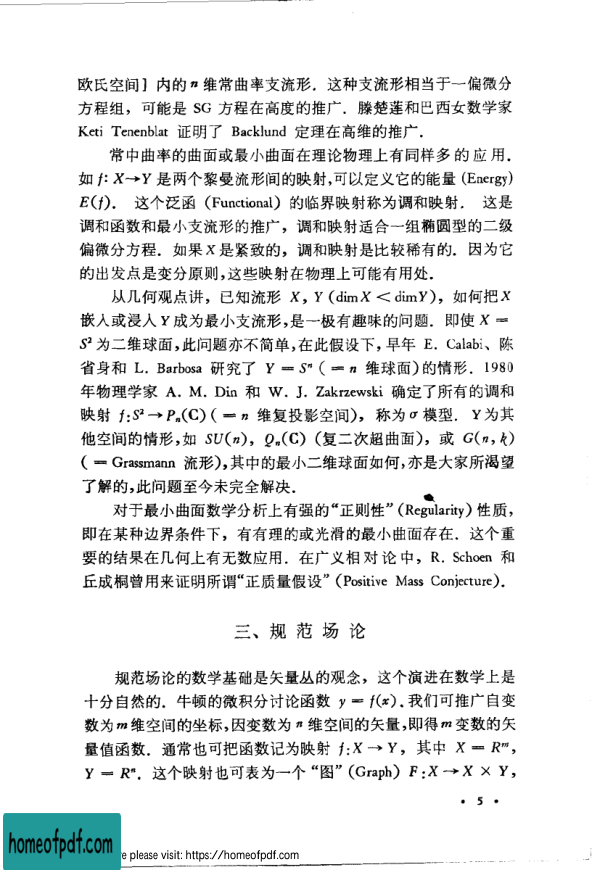 欧氏空间〕内的 n 维常曲率支流形．这种支流形相当于一偏微分
方程组，可能是 SG 方程在高度的推广．滕楚莲和巴西女数学家
Keti Tenenblat 证明了 Backlund 定理在高维的推广．
常中曲率的曲面或最小曲面在理论物理上有同样多的应用．
如 f: X→Y 是两个黎曼流形间的映射,可以定义它的能量 (Energy)
E(f)． 这个泛函 (Functional) 的临界映射称为调和映射． 这是
调和函数和最小支流形的推广，调和映射适合一组椭圆型的二级
偏微分方程．如果 X 是紧致的，调和映射是比较稀有的．因为它
的出发点是变分原则,这些映射在物理上可能有用处．
从几何观点讲，已知流形 X, Y (dim X < dimY)，如何把 X
嵌入或浸入 Y 成为最小支流形,是一极有趣味的问题．即使 X =
S² 为二维球面,此问题亦不简单,在此假设下，早年 E. Calabi、陈
省身和 L. Barbosa 研究了 Y = Sⁿ ( = n 维球面)的情形．1980
年物理学家 A. M. Din 和 W. J. Zakrzewski 确定了所有的调和
映射 f:S² → Pₙ(C) ( = n 维复投影空间)，称为 σ 模型． Y 为其
他空间的情形,如 SU(n), Qₙ(C) (复二次超曲面)，或 G(n, k)
( = Grassmann 流形),其中的最小二维球面如何,亦是大家所渴望
了解的,此问题至今未完全解决．
对于最小曲面数学分析上有强的“正则性” (Regularity) 性质，
即在某种边界条件下，有有理的或光滑的最小曲面存在．这个重
要的结果在几何上有无数应用．在广义相对论中，R. Schoen 和
丘成桐曾用来证明所谓“正质量假设” (Positive Mass Conjecture)．
三、规范场论
规范场论的数学基础是矢量丛的观念，这个演进在数学上是
十分自然的．牛顿的微积分讨论函数 y = f(x)．我们可推广自变
数为 m 维空间的坐标,因变数为 n 维空间的矢量,即得 m 变数的矢
量值函数．通常也可把函数记为映射 f:X → Y，其中 X = Rᵐ，
Y = Rⁿ．这个映射也可表为一个“图” (Graph) F:X → X × Y，
• 5 •
homeofpdf.com
re please visit: https://homeofpdf.com